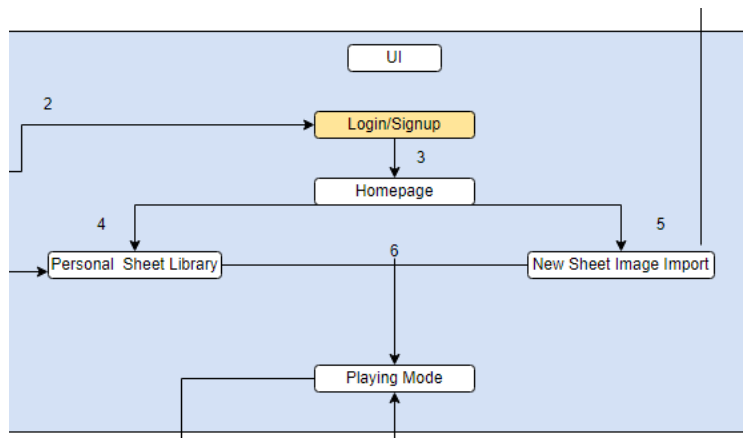 UI
2
Login/Signup
3
Homepage
4
5
Personal  Sheet Library
6
New Sheet Image Import
Playing Mode